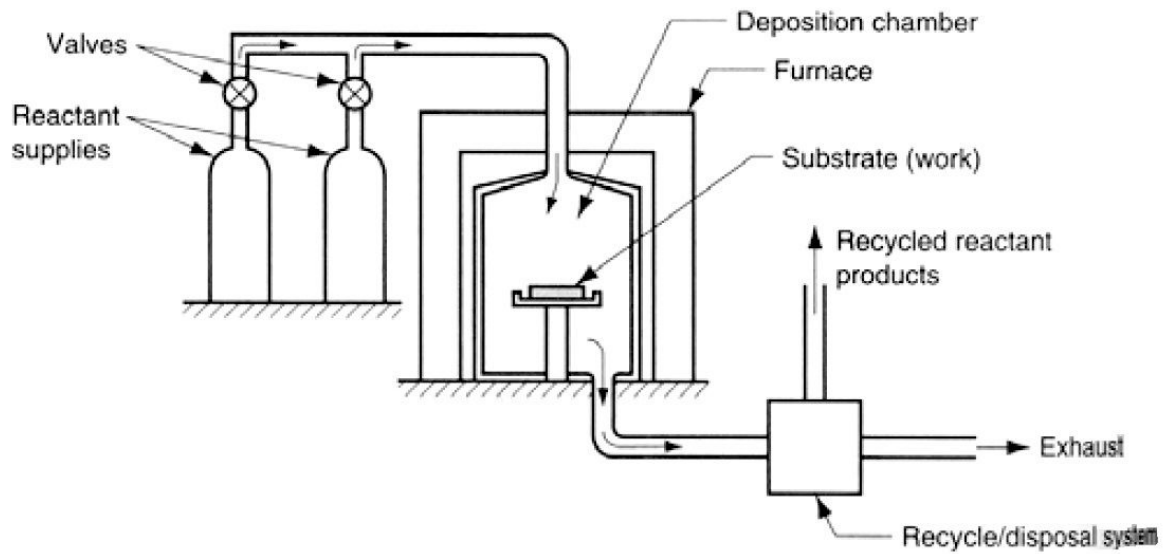 Deposition chamber
Valves
Furnace
Reactant
supplies
Substrate (work)
Recycled reactant
products
Exhaust
Recycle/disposal system